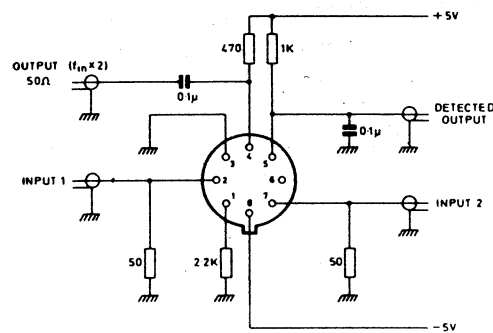 +5V
470
1K
OUTPUT (fin × 2)
50Ω
0·1μ
DETECTED
OUTPUT
0·1μ
4
3
5
INPUT 1
2
6
1
7
8
INPUT 2
50
2·2K
50
−5V